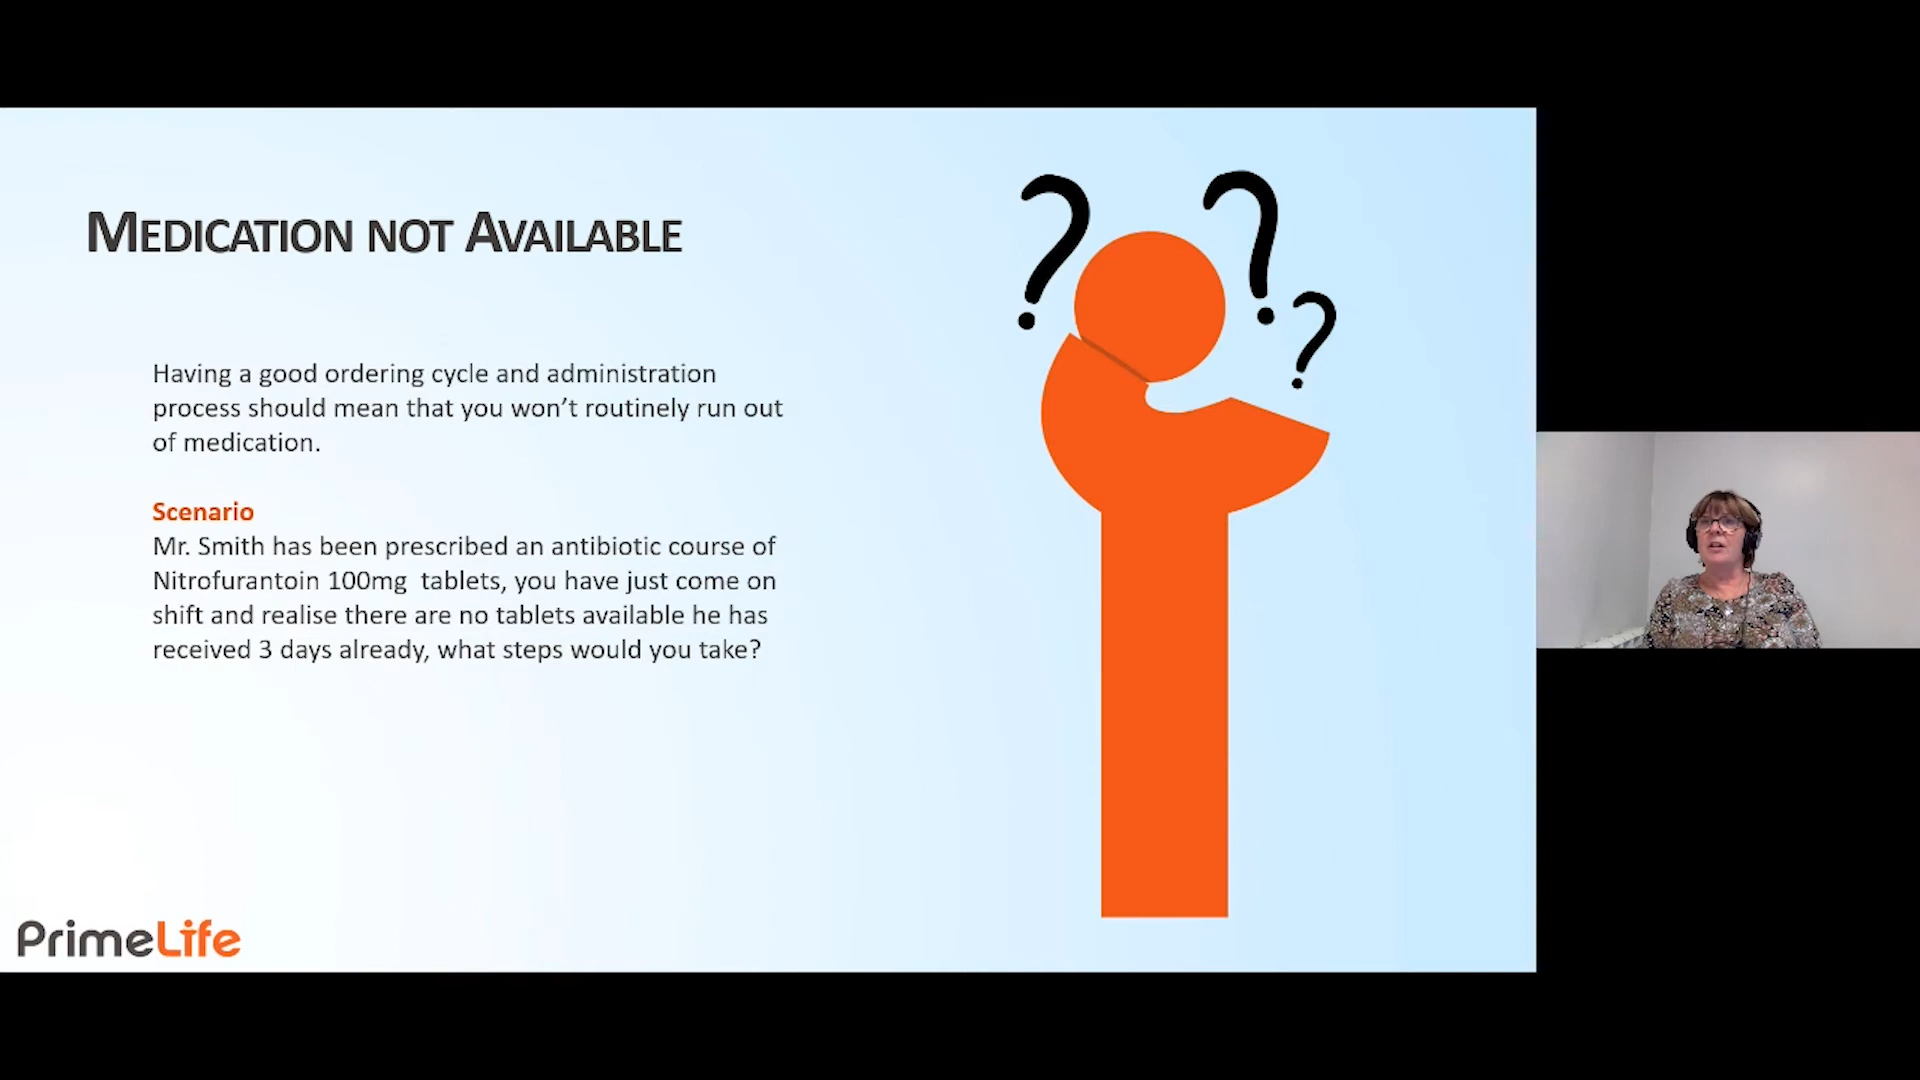 MEDICATION NOT AVAILABLE
Having a good ordering cycle and administration
process should mean that you won't routinely run out
of medication.
Scenario
Mr. Smith has been prescribed an antibiotic course of
Nitrofurantoin 100mg  tablets, you have just come on
shift and realise there are no tablets available he has
received 3 days already, what steps would you take?
? ? ?
PrimeLife